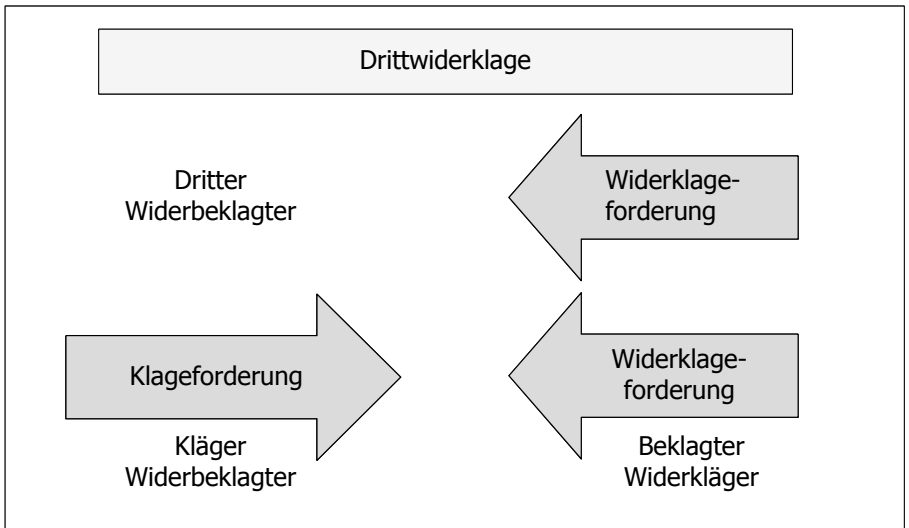 Drittwiderklage
Dritter
Widerbeklagter
Widerklage-
forderung
Klageforderung
Widerklage-
forderung
Kläger
Widerbeklagter
Beklagter
Widerkläger